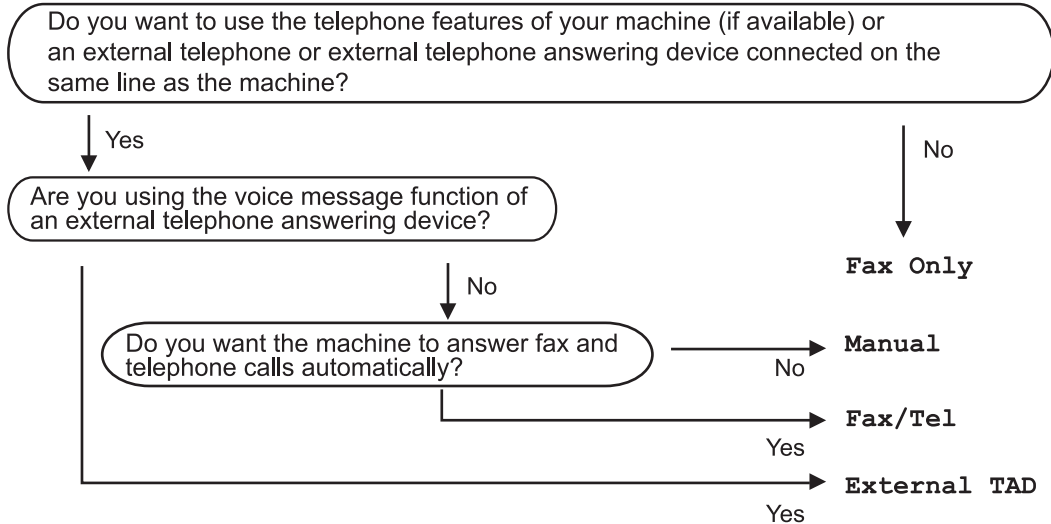 Do you want to use the telephone features of your machine (if available) or
an external telephone or external telephone answering device connected on the
same line as the machine?
Yes
No
Are you using the voice message function of
an external telephone answering device?
Fax Only
No
Do you want the machine to answer fax and
telephone calls automatically?
Manual
No
Fax/Tel
Yes
External TAD
Yes